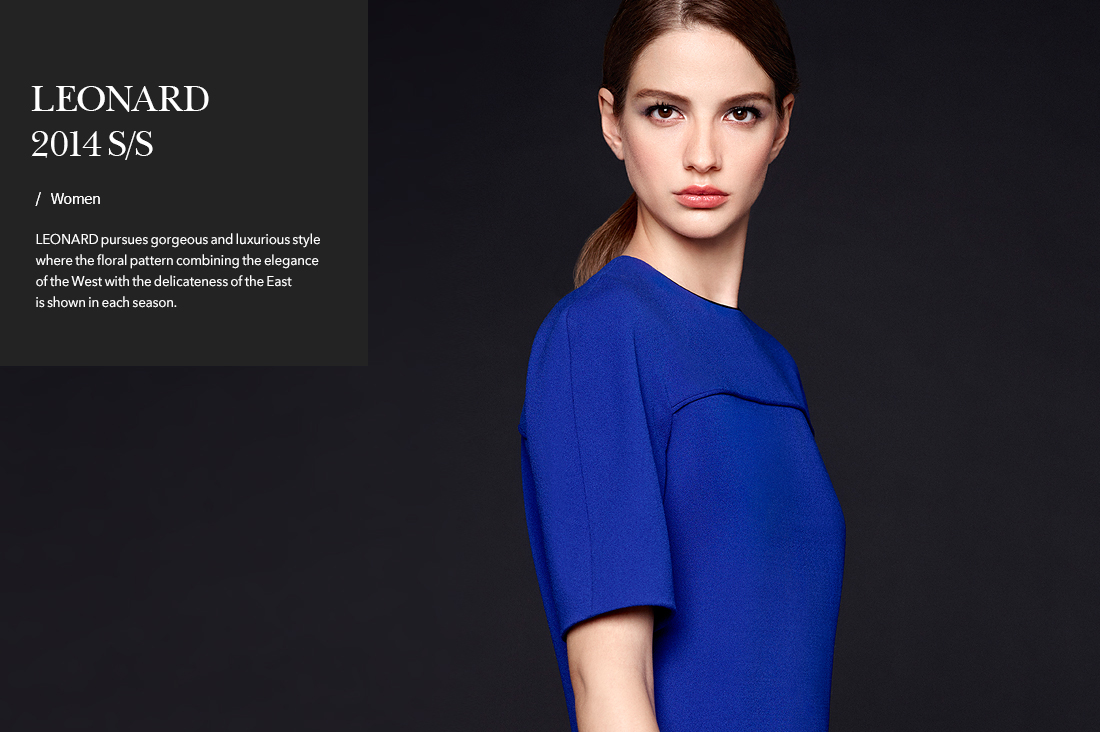 LEONARD
2014 S/S
/ Women
LEONARD pursues gorgeous and luxurious style
where the floral pattern combining the elegance
of the West with the delicateness of the East
is shown in each season.